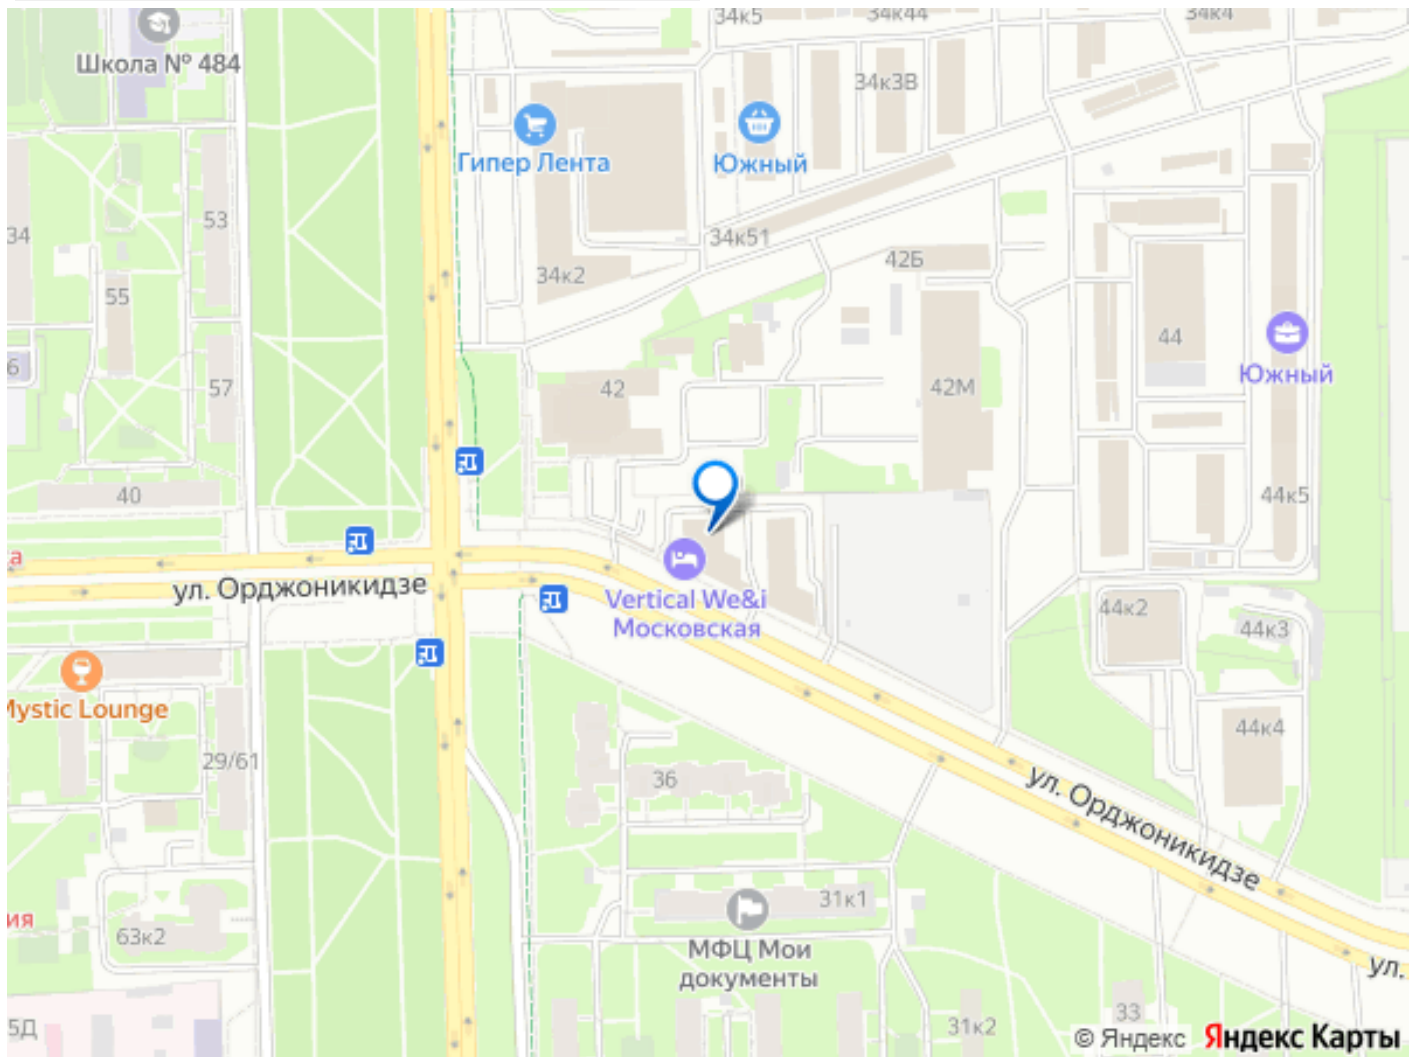 34к5
34к44
34к4
Школа № 484
34к3В
Гипер Лента
Южный
53
34
34к51
42Б
34к2
55
44
6
57
42
42М
Южный
40
44к5
а
ул. Орджоникидзе
Vertical We&i
Московская
44к2
44к3
Mystic Lounge
44к4
29/61
36
ул. Орджоникидзе
31к1
ия
63к2
МФЦ Мои
документы
ул.
5Д
31к2
33
© Яндекс Яндекс Карты